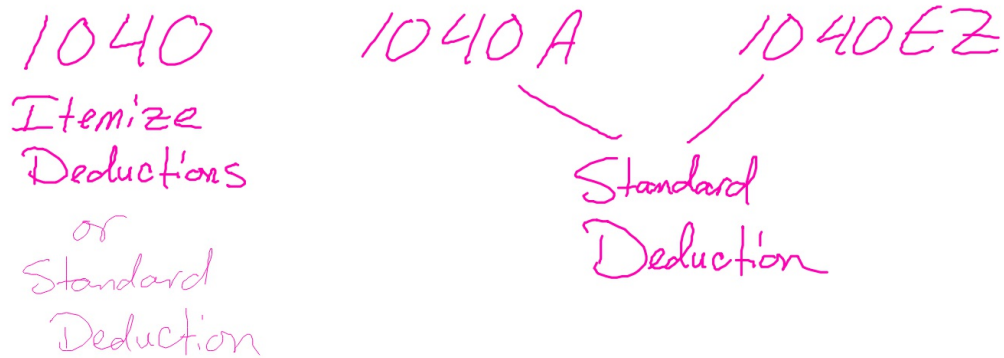 1040 1040A 1040EZ
Itemize
Deductions
or
Standard
Deduction
Standard
Deduction